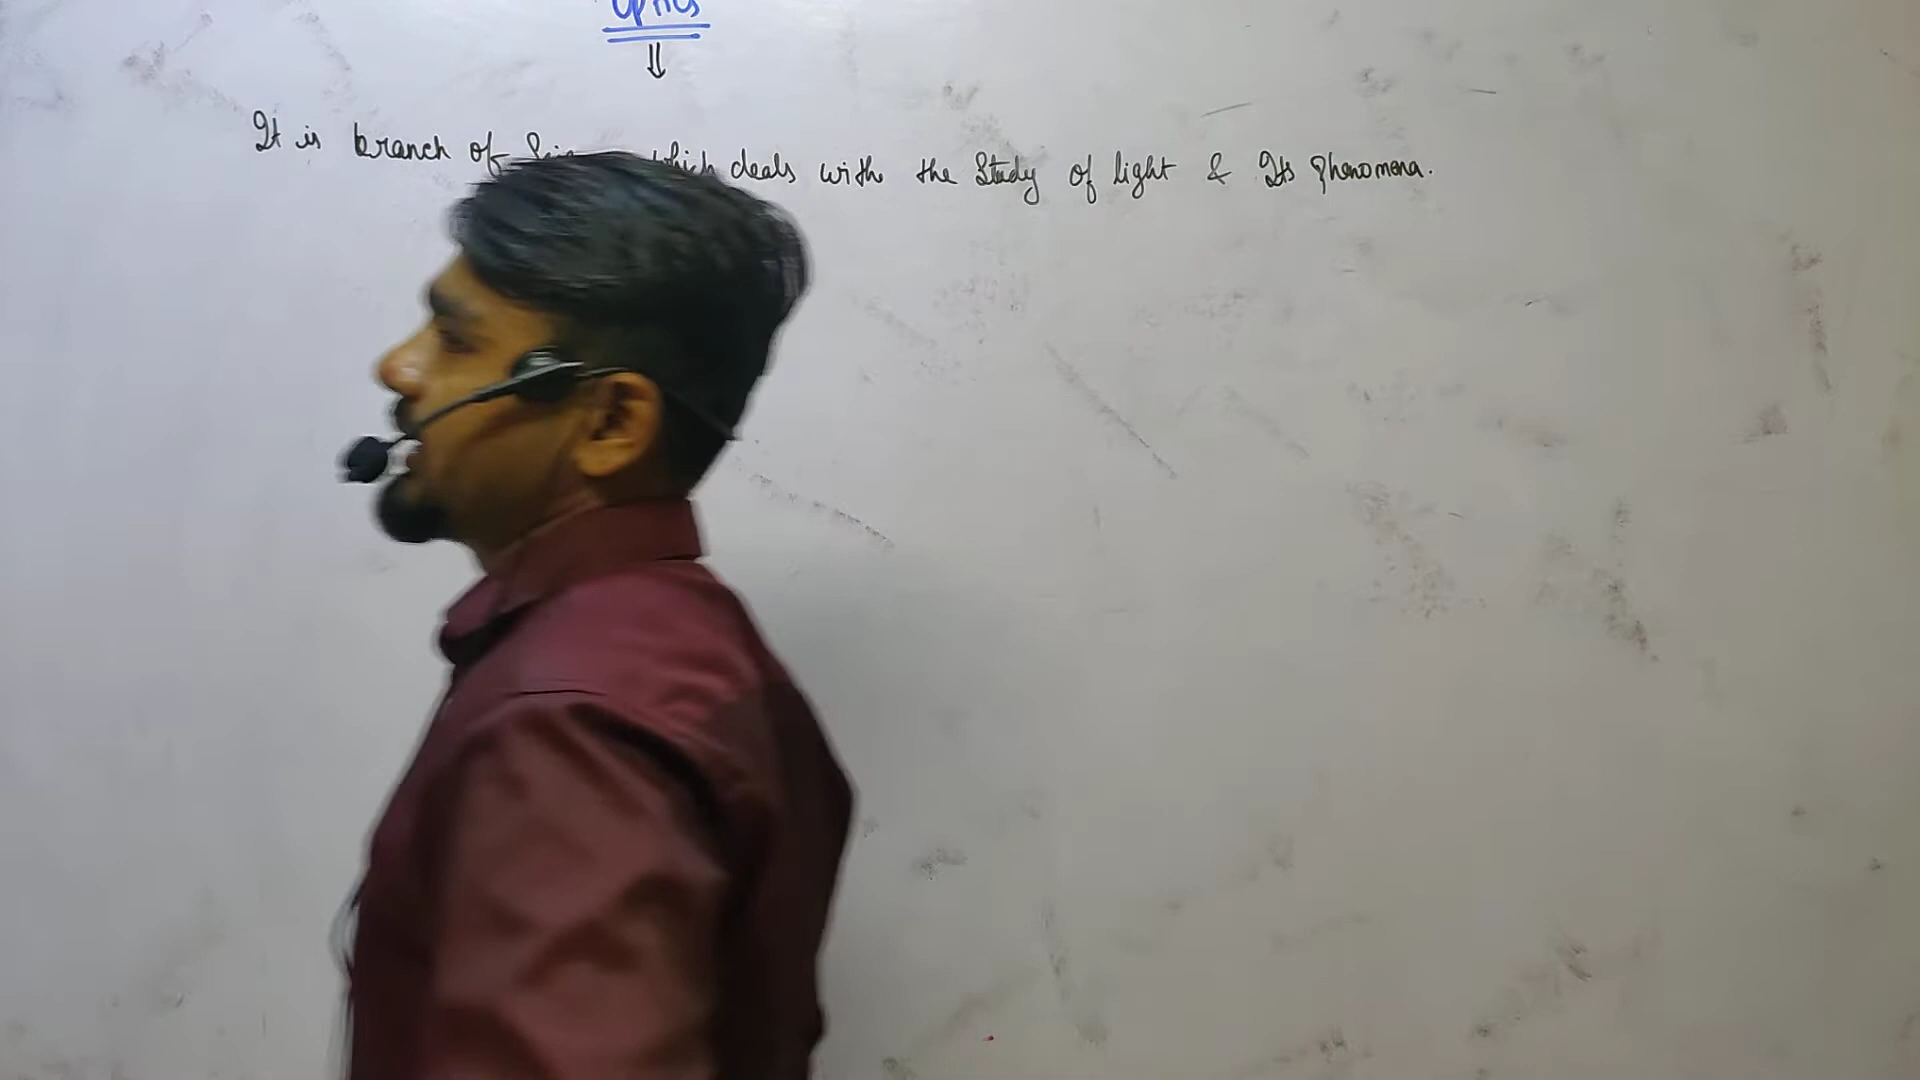 Optics
It is branch of which deals with the Study of light & Its Phenomena.